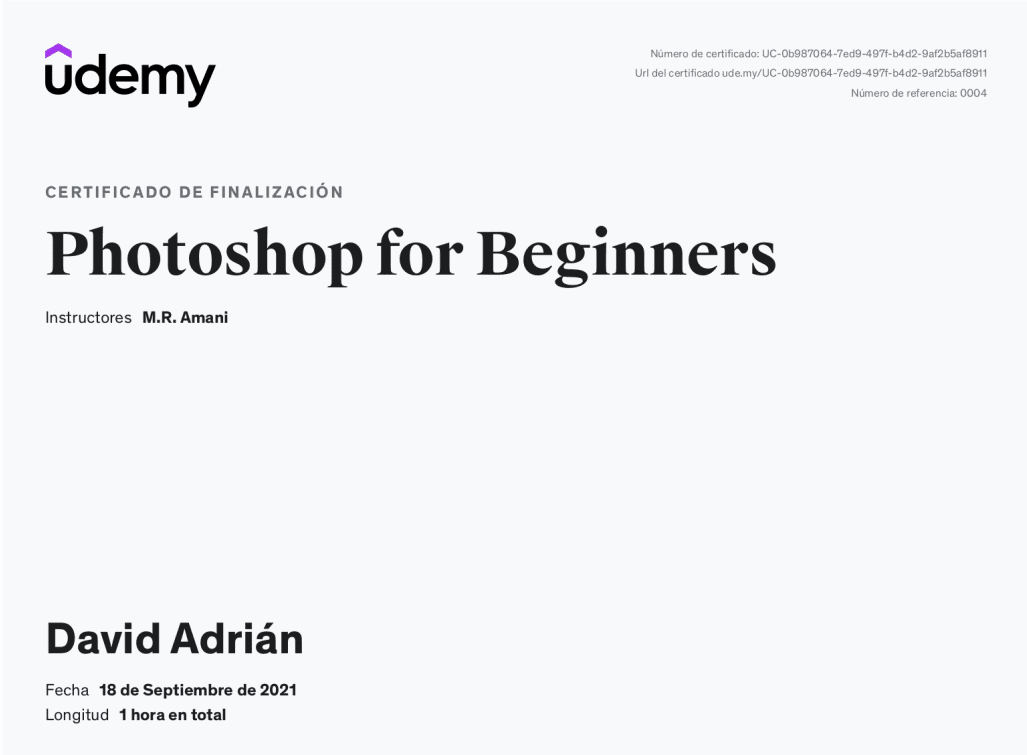 udemy
Número de certificado: UC-0b987064-7ed9-497f-b4d2-9af2b5af8911
Url del certificado ude.my/UC-0b987064-7ed9-497f-b4d2-9af2b5af8911
Número de referencia: 0004
CERTIFICADO DE FINALIZACIÓN
Photoshop for Beginners
Instructores M.R. Amani
David Adrián
Fecha 18 de Septiembre de 2021
Longitud 1 hora en total